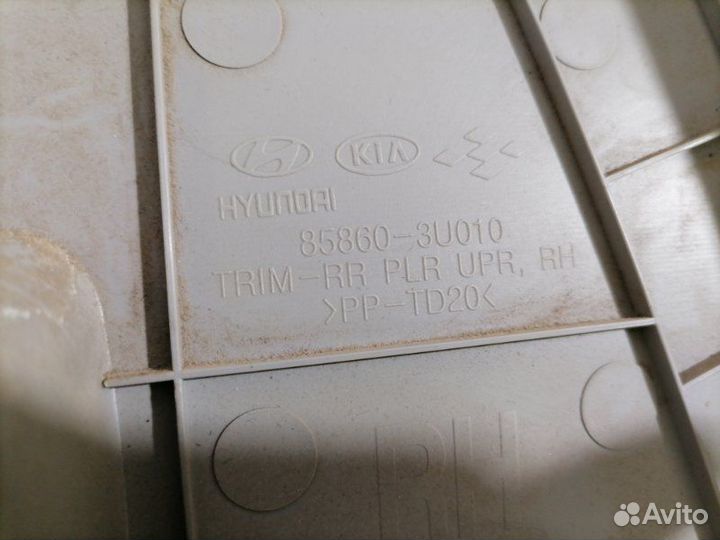 KIA
HYUNDAI
85860-3U010
TRIM-RR PLR UPR, RH
>PP-TD20<
RH
Avito